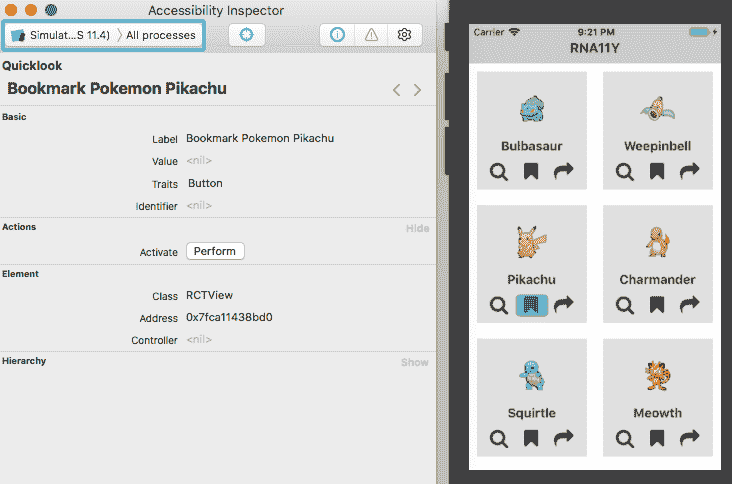 Accessibility Inspector
Simulat...S 11.4) 〉All processes
Quicklook
Bookmark Pokemon Pikachu
Basic
Label Bookmark Pokemon Pikachu
Value <nil>
Traits Button
Identifier <nil>
Actions Hide
Activate Perform
Element
Class RCTView
Address 0x7fca11438bd0
Controller <nil>
Hierarchy Show
Carrier 9:21 PM
RNA11Y
Bulbasaur Weepinbell
Pikachu Charmander
Squirtle Meowth